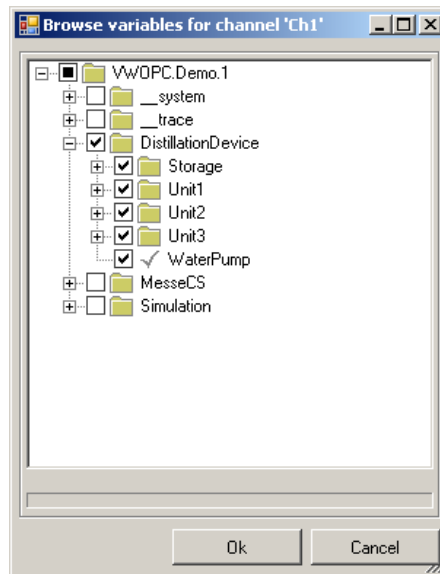 Browse variables for channel 'Ch1'
VWOPC.Demo.1
__system
__trace
DistillationDevice
Storage
Unit1
Unit2
Unit3
WaterPump
MesseCS
Simulation
Ok
Cancel